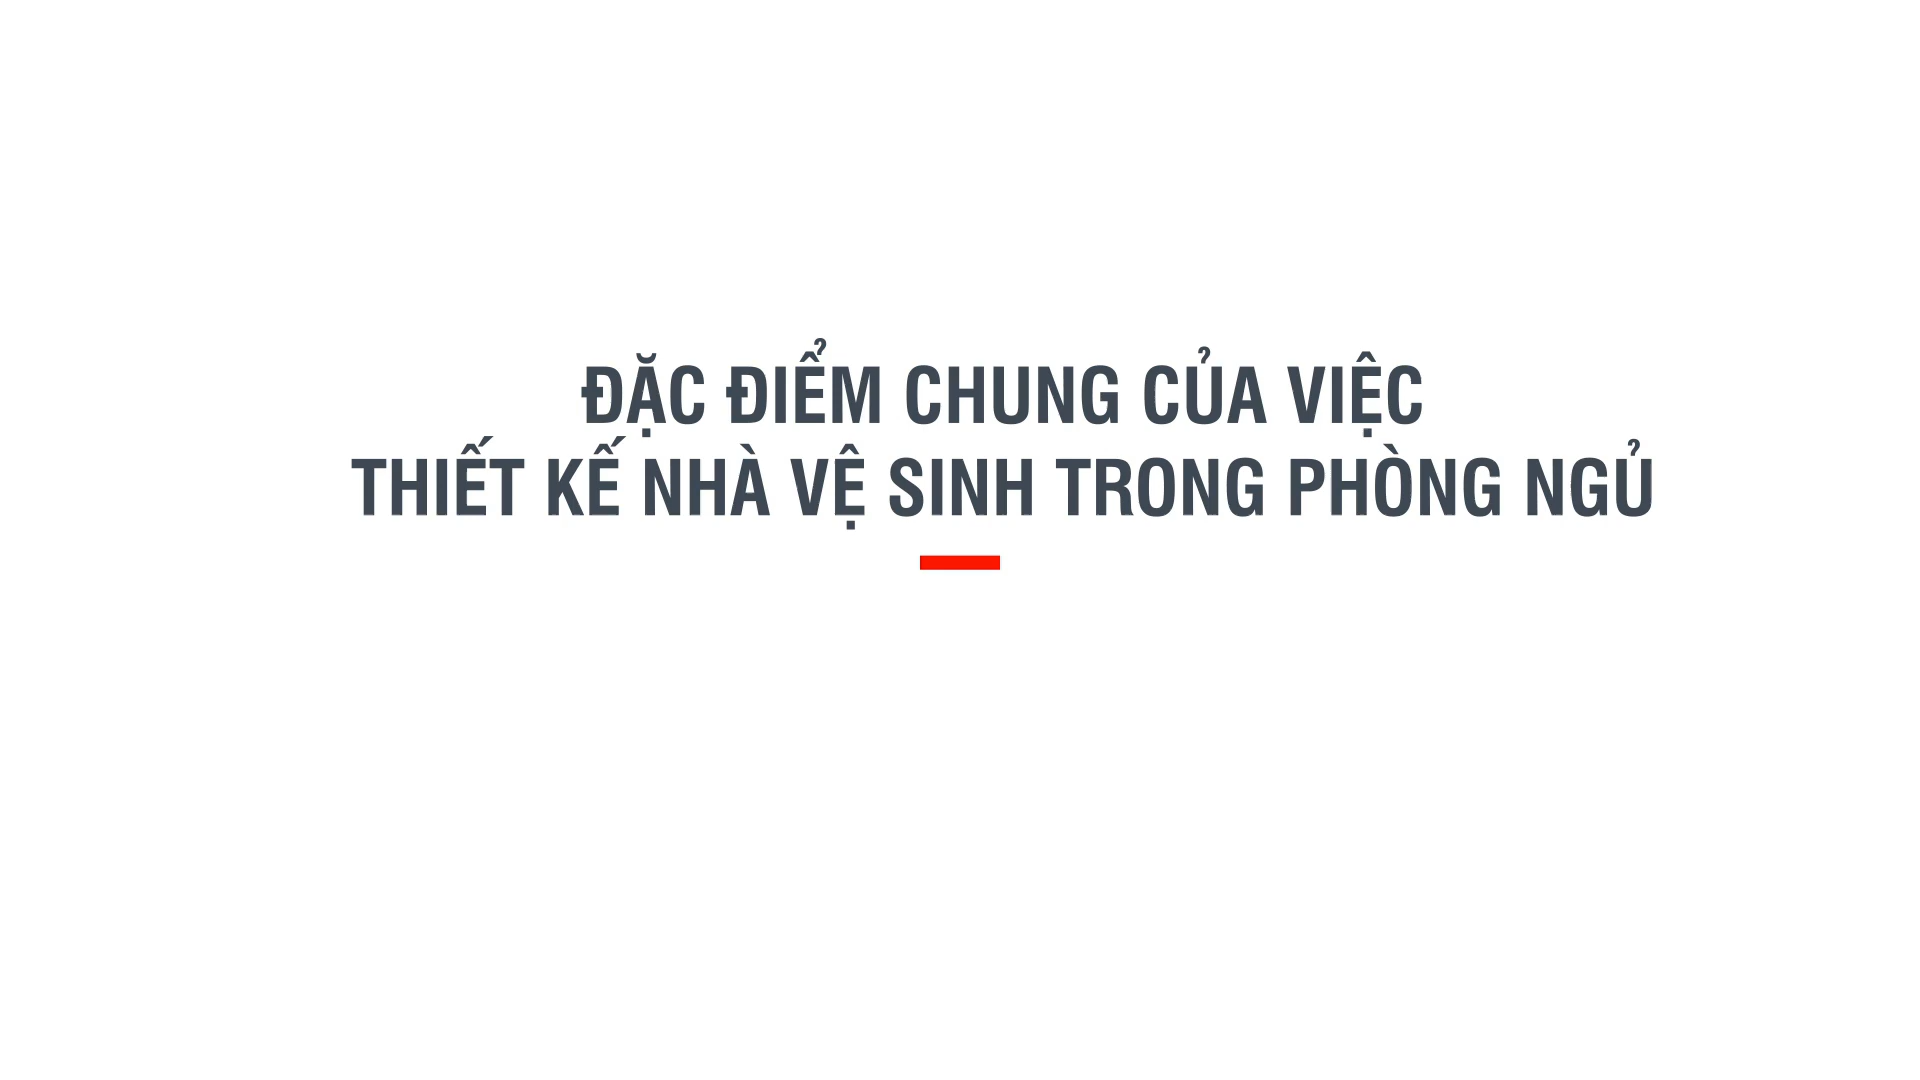 ĐẶC ĐIỂM CHUNG CỦA VIỆC
THIẾT KẾ NHÀ VỆ SINH TRONG PHÒNG NGỦ